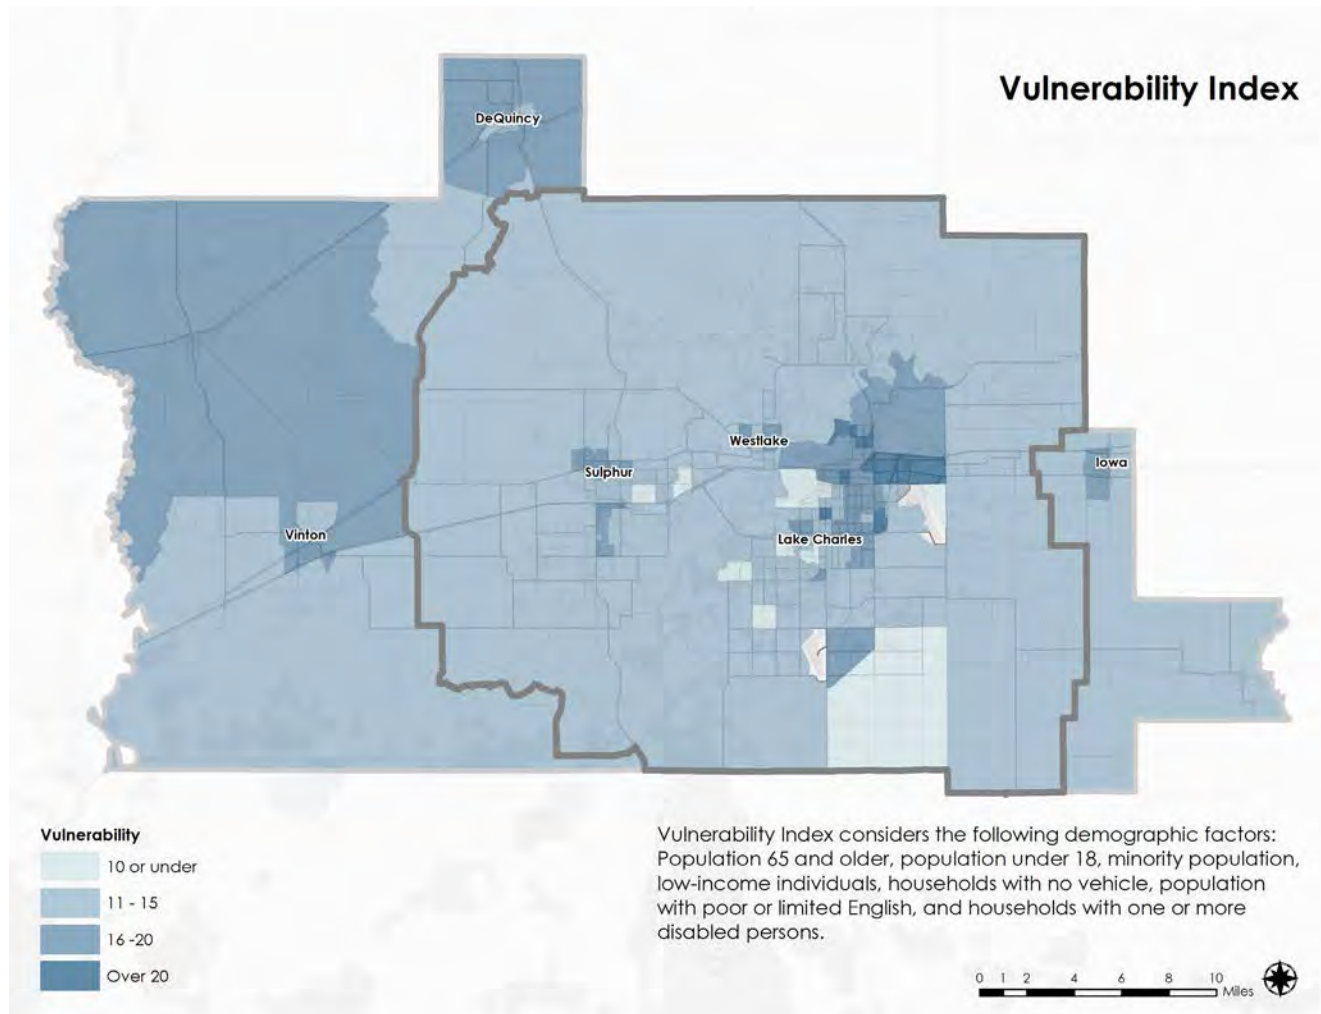 Vulnerability Index
DeQuincy
Westlake
Sulphur
Iowa
Vinton
Lake Charles
Vulnerability
10 or under
11 - 15
16 -20
Over 20
Vulnerability Index considers the following demographic factors:
Population 65 and older, population under 18, minority population,
low-income individuals, households with no vehicle, population
with poor or limited English, and households with one or more
disabled persons.
0 1 2 4 6 8 10
Miles